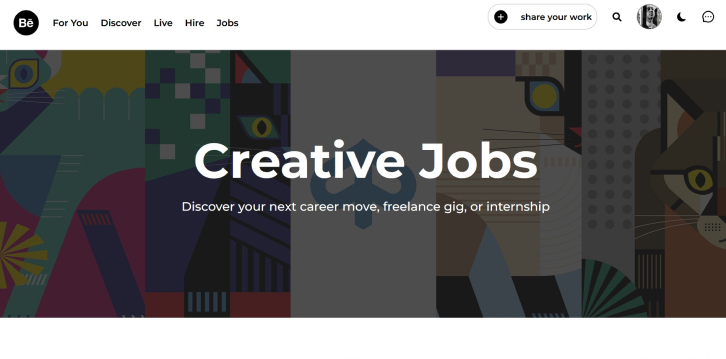 Bē
For You
Discover
Live
Hire
Jobs
share your work
Creative Jobs
Discover your next career move, freelance gig, or internship